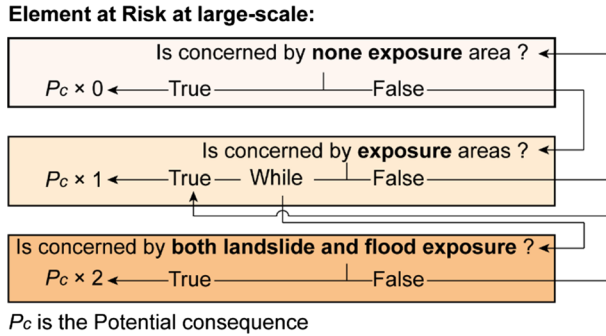 Element at Risk at large-scale:
Is concerned by none exposure area ?
Pc × 0 True False
Is concerned by exposure areas ?
Pc × 1 True While False
Is concerned by both landslide and flood exposure ?
Pc × 2 True False
Pc is the Potential consequence